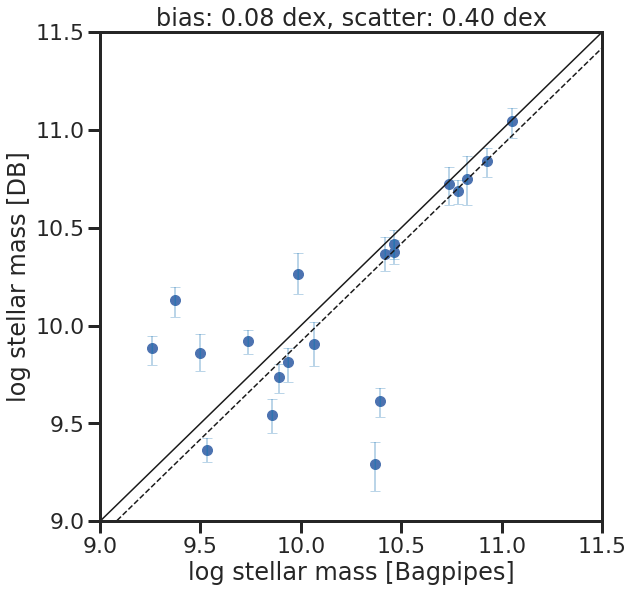 bias: 0.08 dex, scatter: 0.40 dex
11.5
11.0
10.5
10.0
9.5
9.0
log stellar mass [DB]
9.0 9.5 10.0 10.5 11.0 11.5
log stellar mass [Bagpipes]